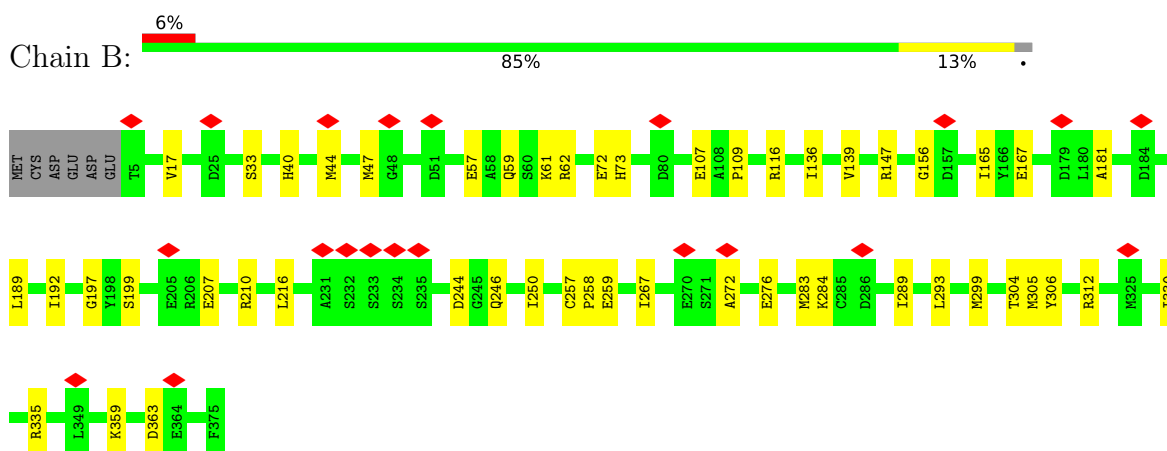 6%
Chain B:
85% 13% •
MET CYS ASP GLU ASP GLU T5 V17 D25 S33 H40 M44 M47 G48 D51 E57 A58 Q59 S60 K61 R62 E72 H73 D80 E107 A108 P109 R116 I136 V139 R147 G156 D157 I165 Y166 E167 D179 L180 A181 D184
L189 I192 G197 Y198 S199 E205 R206 E207 R210 L216 A231 S232 S233 S234 S235 D244 G245 Q246 I250 C257 P258 E259 I267 E270 S271 A272 E276 M283 K284 C285 D286 I289 L293 M299 T304 M305 Y306 R312 M325
R335 L349 K359 D363 E364 F375